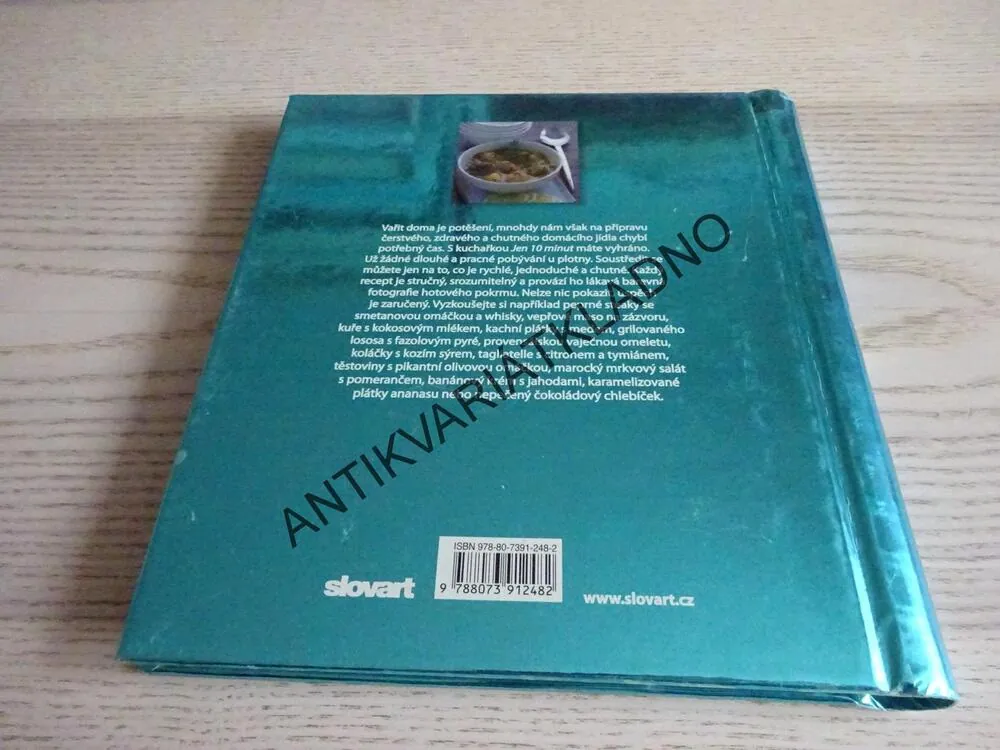 Vařit doma je potěšení, mnohdy nám však na přípravu
čerstvého, zdravého a chutného domácího jídla chybí
potřebný čas. S kuchařkou Jen 10 minut máte vyhráno.
Už žádné dlouhé a pracné pobývání u plotny. Soustředit se
můžete jen na to, co je rychlé, jednoduché a chutné. Každý
recept je stručný, srozumitelný a provází ho lákavá barevná
fotografie hotového pokrmu. Nelze nic pokazit, úspěch
je zaručený. Vyzkoušejte si například pepřné steaky se
smetanovou omáčkou a whisky, vepřové maso na zázvoru,
kuře s kokosovým mlékem, kachní plátky s medem, grilovaného
lososa s fazolovým pyré, provensálskou vaječnou omeletu,
koláčky s kozím sýrem, tagliatelle s citronem a tymiánem,
těstoviny s pikantní olivovou omáčkou, marocký mrkvový salát
s pomerančem, banánový s jahodami, karamelizované
plátky ananasu nebo nepečený čokoládový chlebíček.
ANTIKVARIÁTKLADNO
ISBN 978-80-7391-248-2
9 788073 912482
slovart
www.slovart.cz